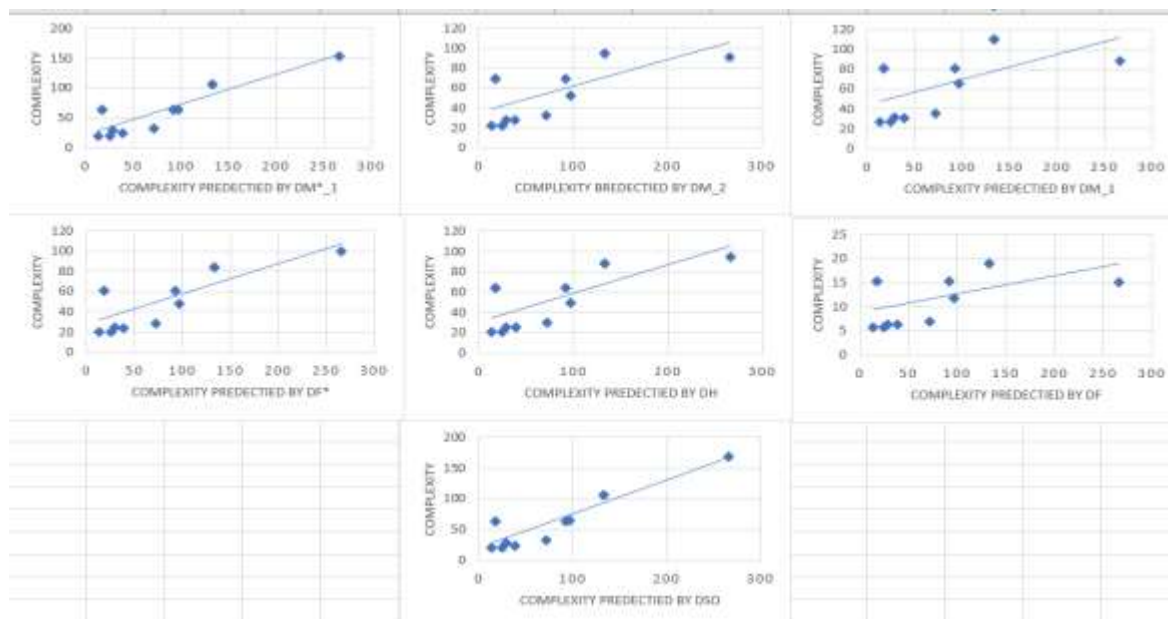 COMPLEXITY
200
150
100
50
0
0 50 100 150 200 250 300
COMPLEXITY PREDECTIED BY DM*_1
COMPLEXITY
120
100
80
60
40
20
0
0 100 200 300
COMPLEXITY BREDECTIED BY DM_2
COMPLEXITY
120
100
80
60
40
20
0
0 50 100 150 200 250 300
COMPLEXITY PREDECTIED BY DM_1
COMPLEXITY
120
100
80
60
40
20
0
0 50 100 150 200 250 300
COMPLEXITY PREDECTIED BY DF*
COMPLEXITY
120
100
80
60
40
20
0
0 100 200 300
COMPLEXITY PREDECTIED BY DH
COMPLEXITY
25
20
15
10
5
0
0 50 100 150 200 250 300
COMPLEXITY PREDECTIED BY DF
COMPLEXITY
200
150
100
50
0
0 100 200 300
COMPLEXITY PREDECTIED BY DSO